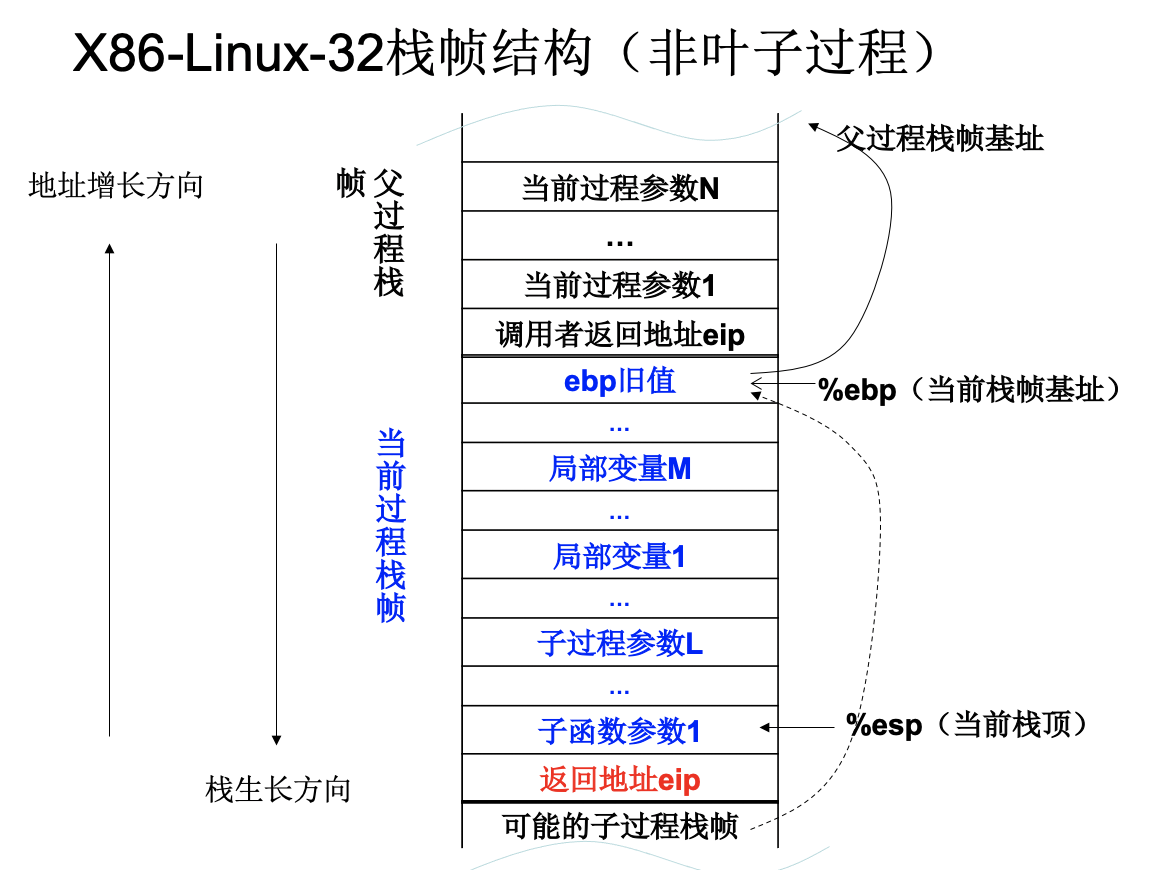 X86-Linux-32栈帧结构（非叶子过程）
地址增长方向
父过程栈帧
当前过程参数N
...
当前过程参数1
调用者返回地址eip
父过程栈帧基址
ebp旧值
%ebp（当前栈帧基址）
当前过程栈帧
...
局部变量M
...
局部变量1
...
子过程参数L
...
子函数参数1
%esp（当前栈顶）
返回地址eip
栈生长方向
可能的子过程栈帧